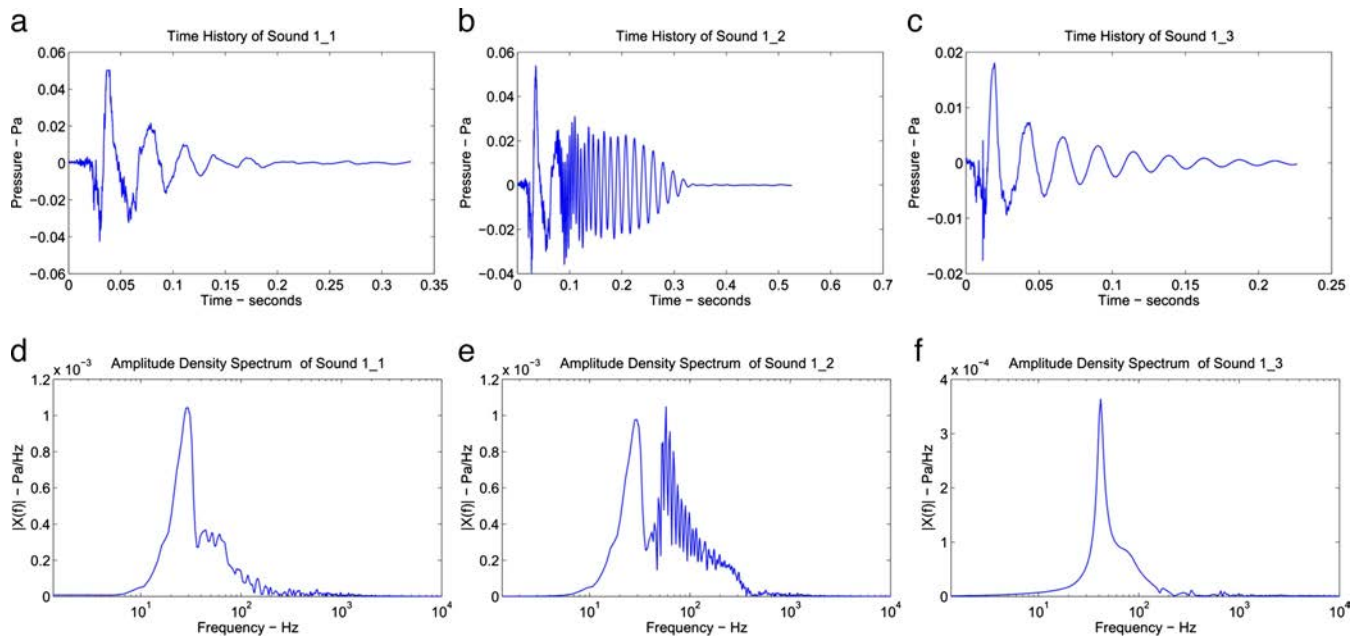 a
Time History of Sound 1_1
0.06
0.04
0.02
0
−0.02
−0.04
−0.06
Pressure − Pa
0 0.05 0.1 0.15 0.2 0.25 0.3 0.35
Time − seconds
b
Time History of Sound 1_2
0.06
0.04
0.02
0
−0.02
−0.04
Pressure − Pa
0 0.1 0.2 0.3 0.4 0.5 0.6 0.7
Time − seconds
c
Time History of Sound 1_3
0.02
0.01
0
−0.01
−0.02
Pressure − Pa
0 0.05 0.1 0.15 0.2 0.25
Time − seconds
d
Amplitude Density Spectrum of Sound 1_1
x 10⁻³
1.2
1
0.8
0.6
0.4
0.2
0
|X(f)| − Pa/Hz
10¹ 10² 10³ 10⁴
Frequency − Hz
e
Amplitude Density Spectrum of Sound 1_2
x 10⁻³
1.2
1
0.8
0.6
0.4
0.2
0
|X(f)| − Pa/Hz
10¹ 10² 10³ 10⁴
Frequency − Hz
f
Amplitude Density Spectrum of Sound 1_3
x 10⁻⁴
4
3
2
1
0
|X(f)| − Pa/Hz
10¹ 10² 10³ 10⁴
Frequency − Hz